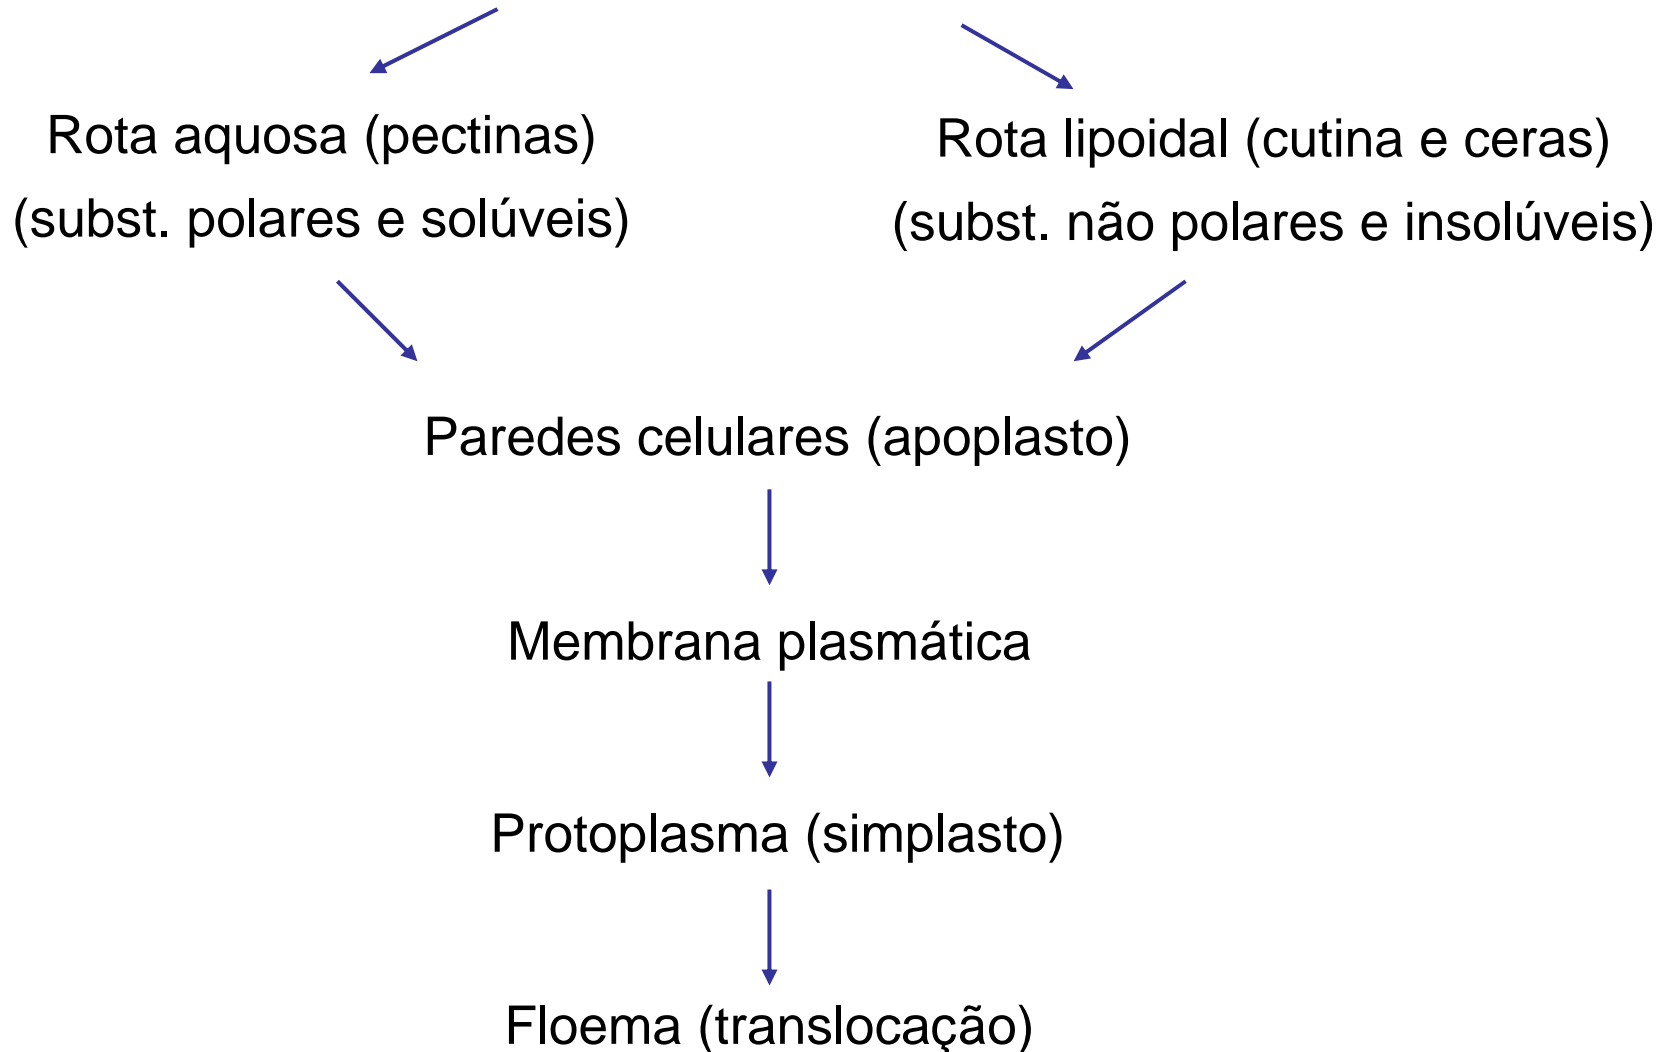 Rota aquosa (pectinas)
(subst. polares e solúveis)
Rota lipoidal (cutina e ceras)
(subst. não polares e insolúveis)
Paredes celulares (apoplasto)
Membrana plasmática
Protoplasma (simplasto)
Floema (translocação)